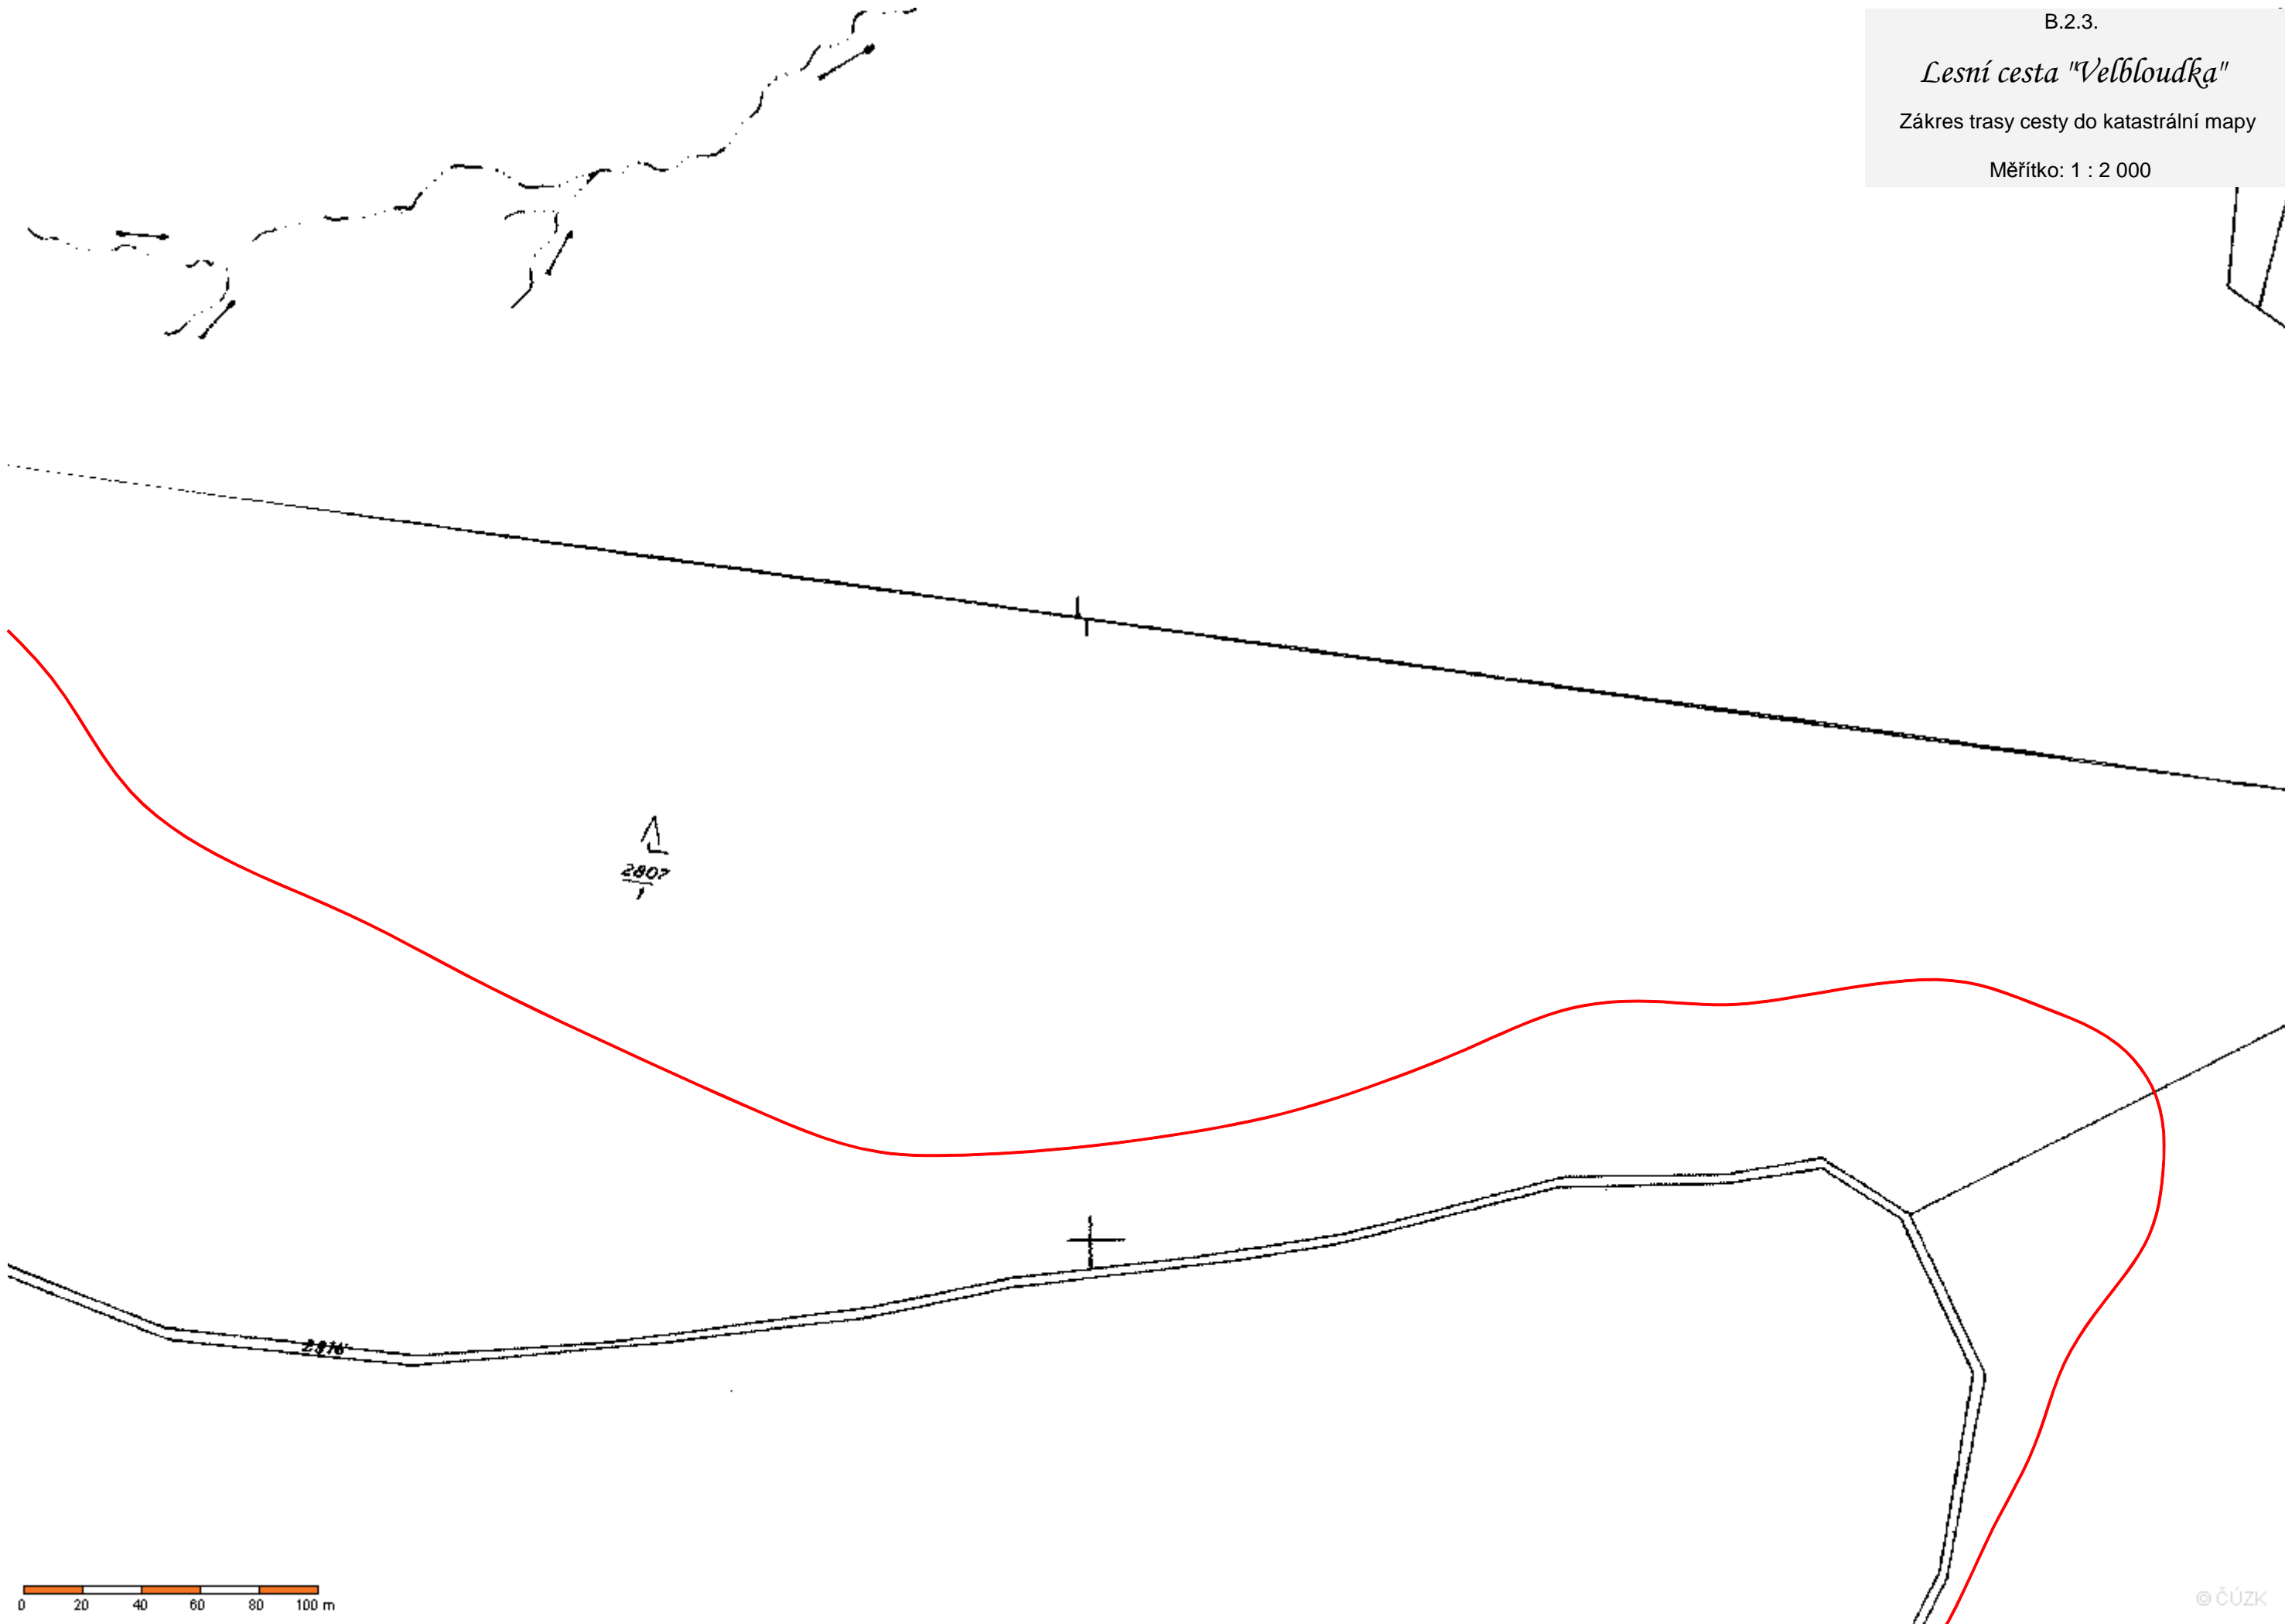 B.2.3.
Lesní cesta "Velbloudka"
Zákres trasy cesty do katastrální mapy
Měřítko: 1 : 2 000
2807
1
0 20 40 60 80 100 m
© ČÚZK